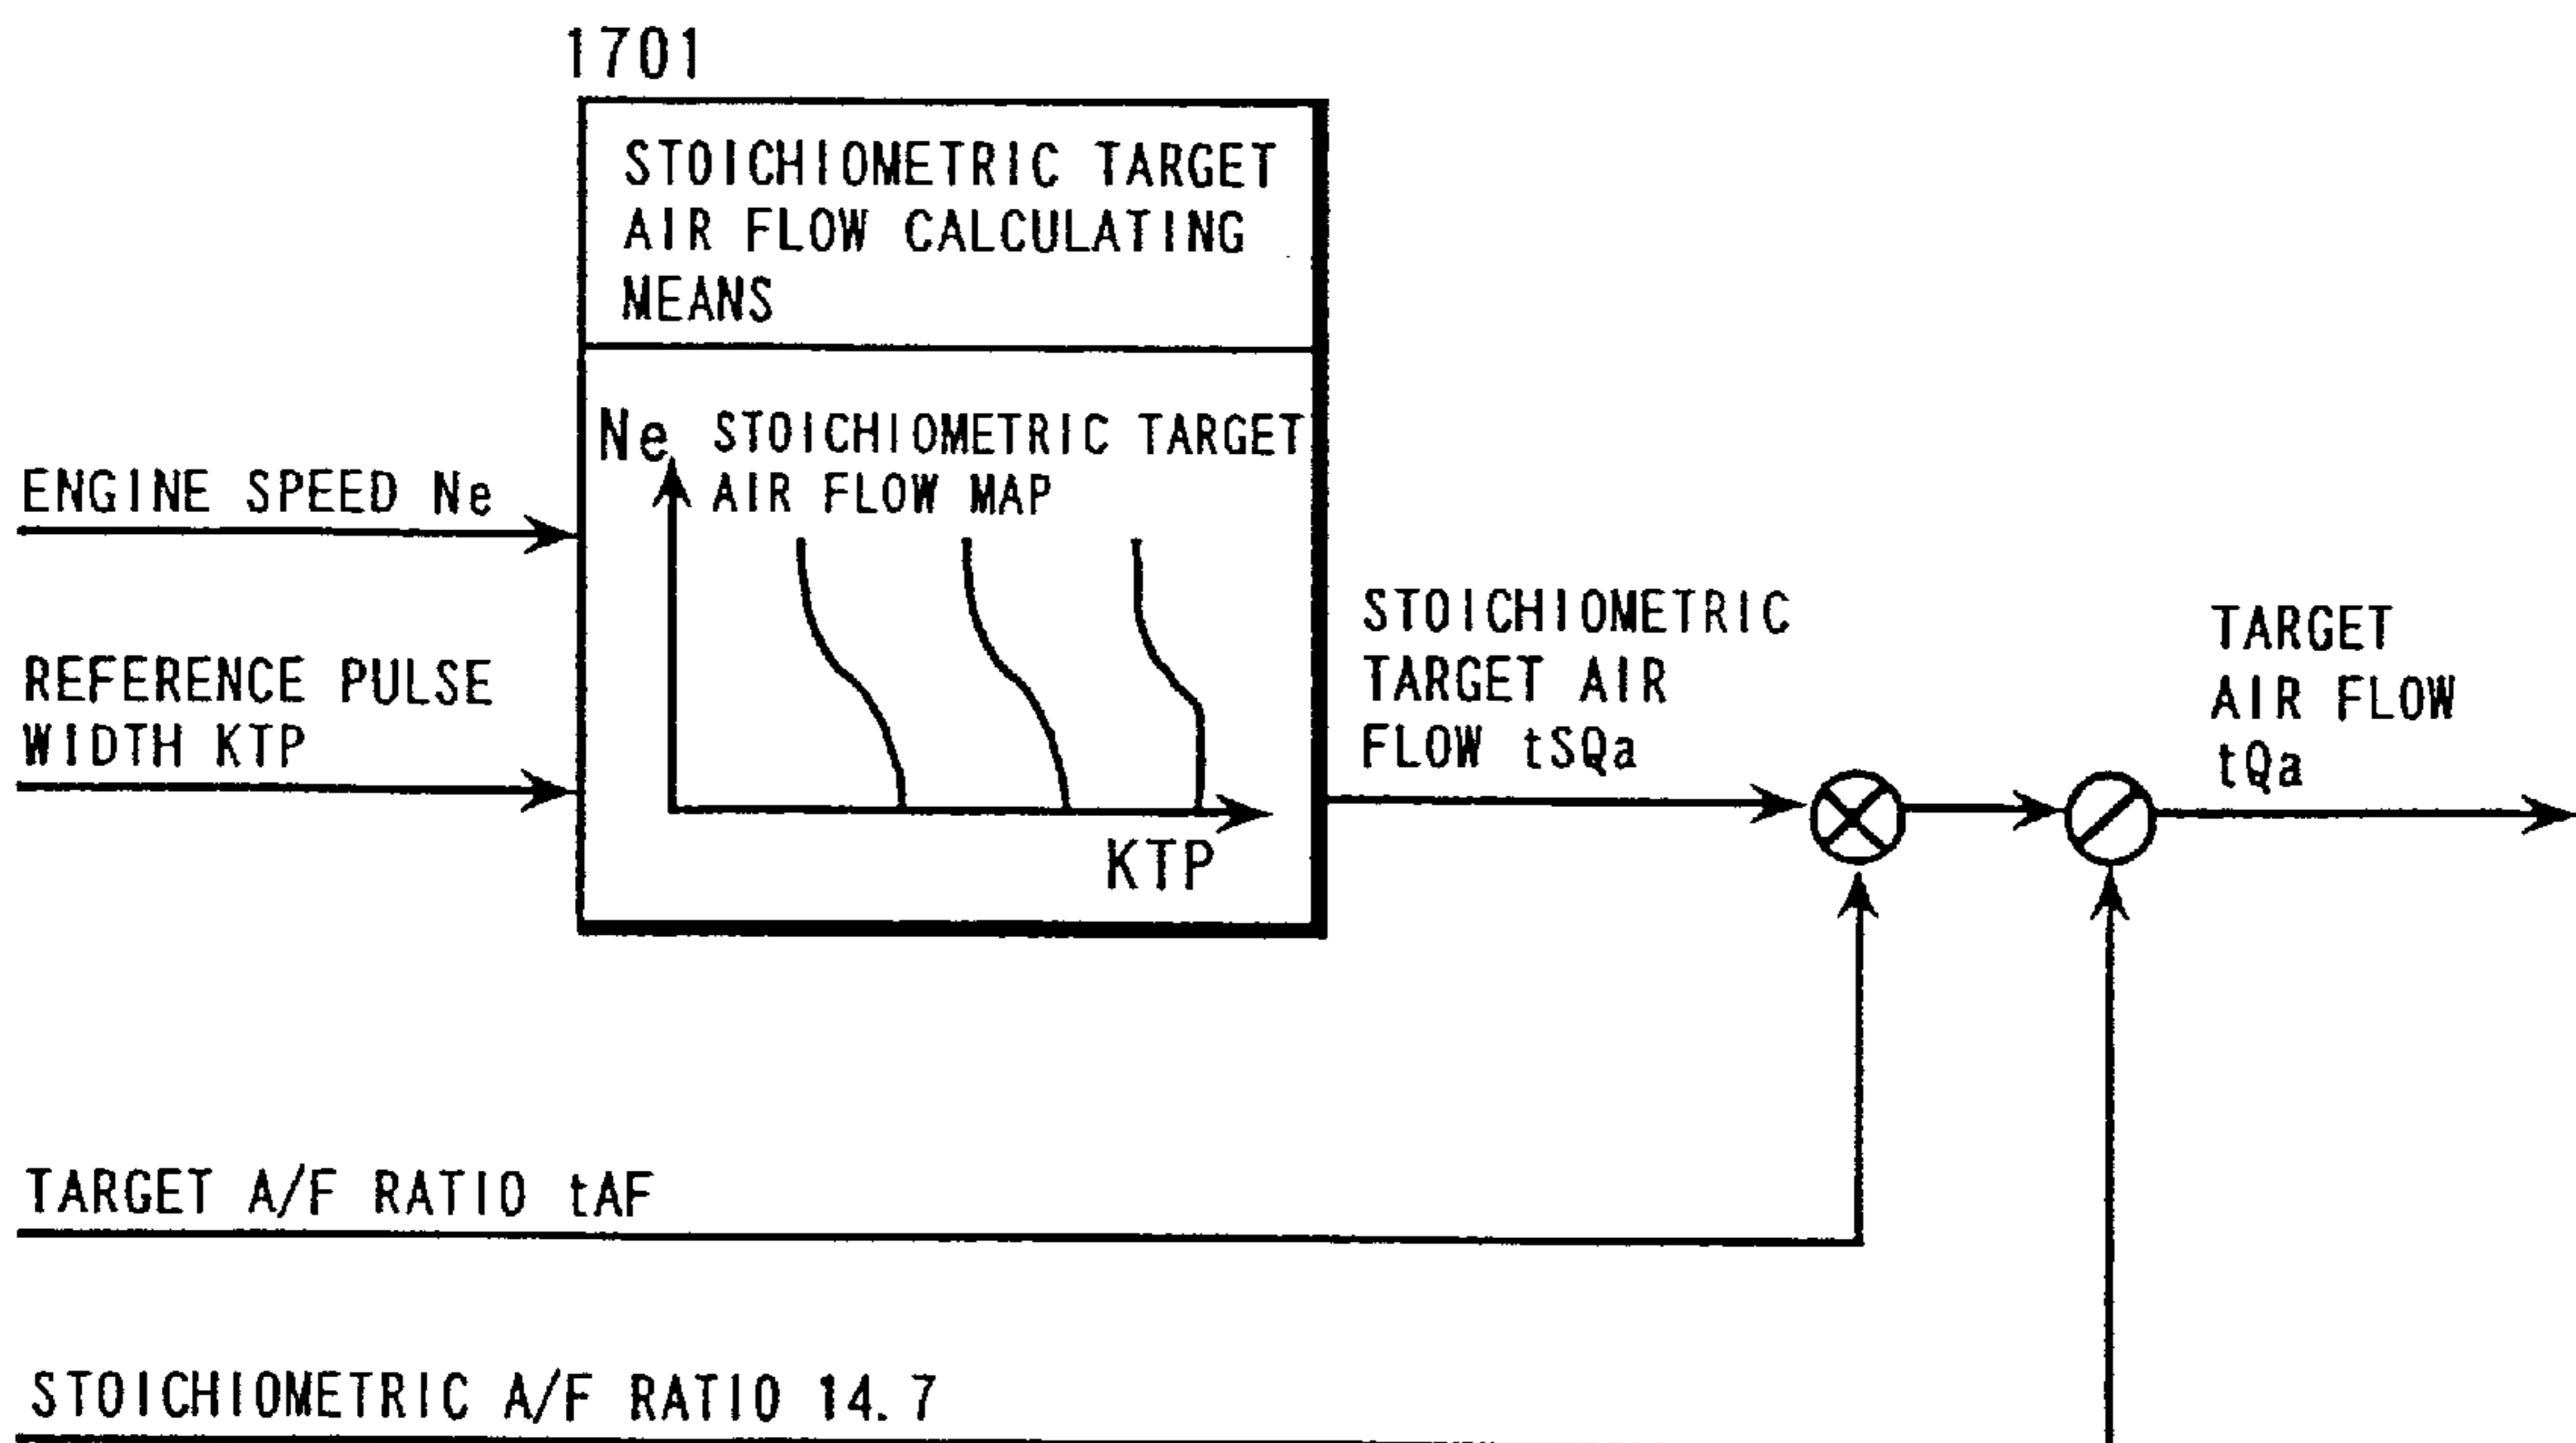 1701
STOICHIOMETRIC TARGET
AIR FLOW CALCULATING
MEANS
Ne
STOICHIOMETRIC TARGET
AIR FLOW MAP
KTP
ENGINE SPEED Ne
REFERENCE PULSE
WIDTH KTP
STOICHIOMETRIC
TARGET AIR
FLOW tSQa
TARGET
AIR FLOW
tQa
TARGET A/F RATIO tAF
STOICHIOMETRIC A/F RATIO 14.7